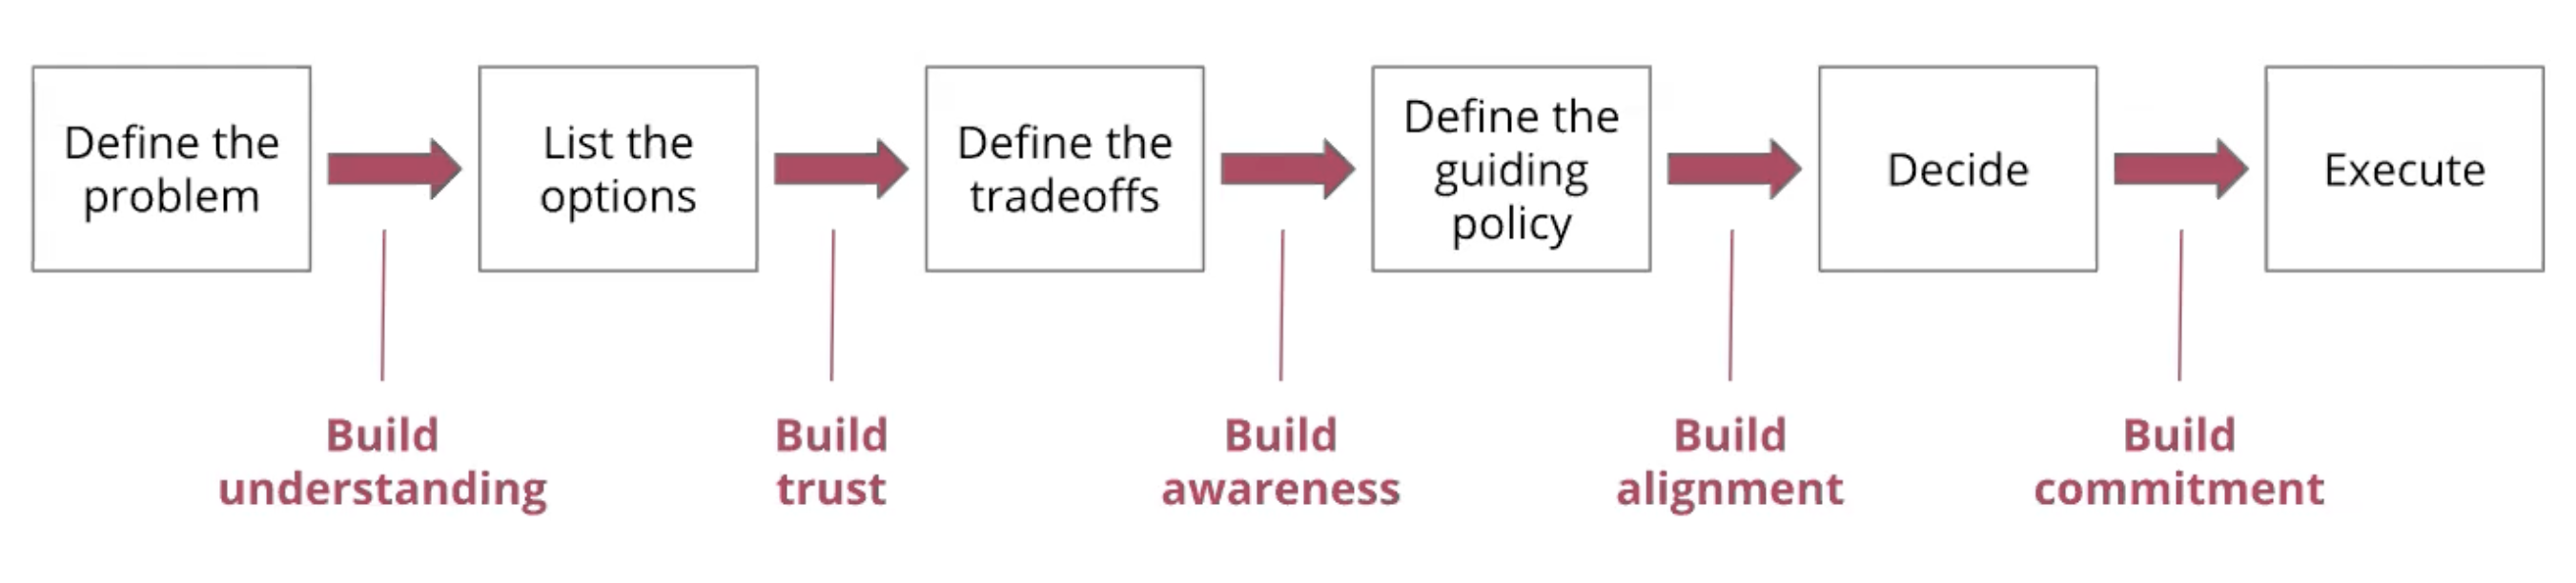 Define the
problem
List the
options
Define the
tradeoffs
Define the
guiding
policy
Decide
Execute
Build
understanding
Build
trust
Build
awareness
Build
alignment
Build
commitment